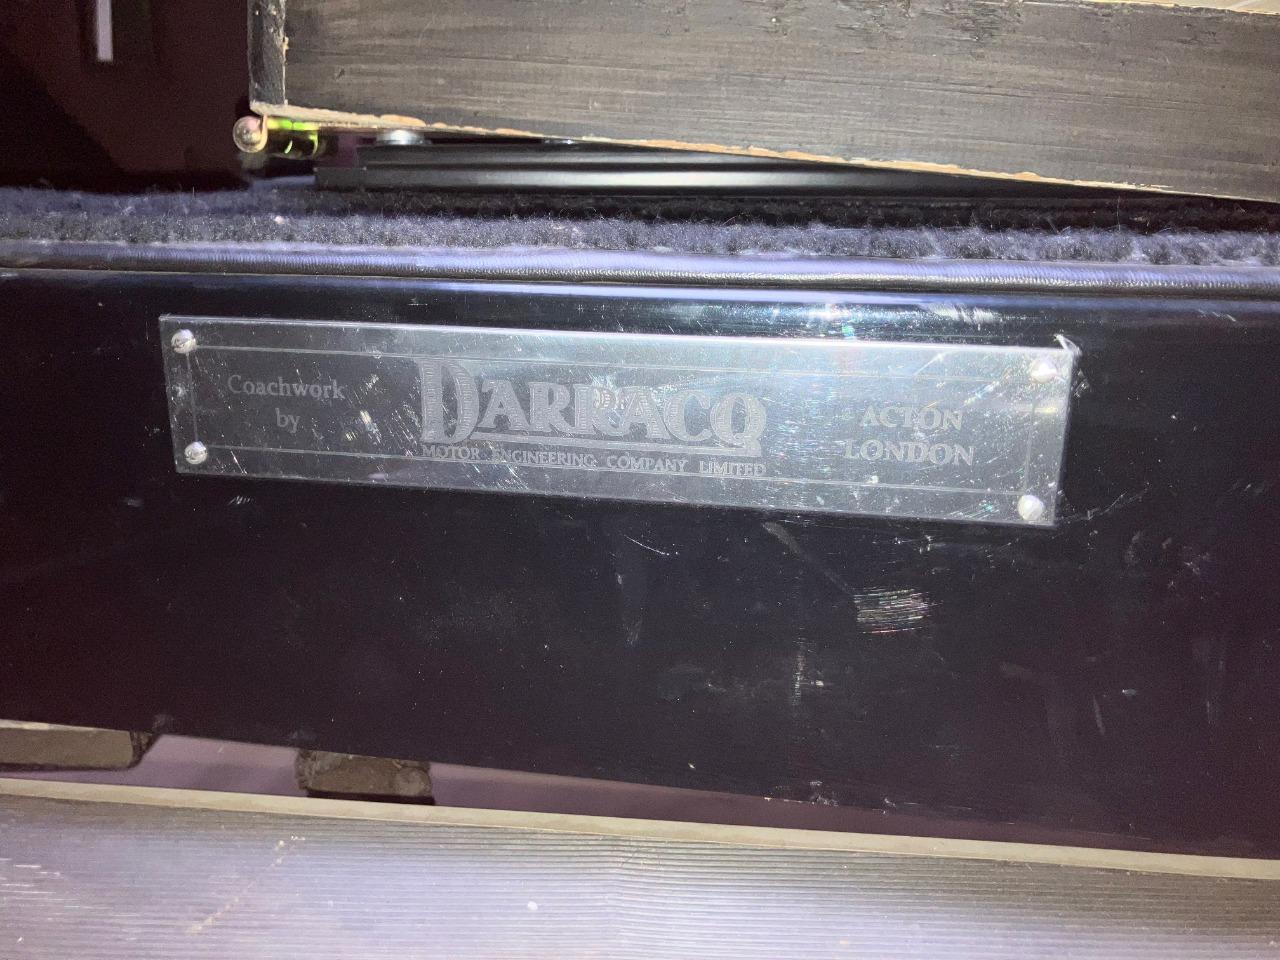 Coachwork
by
DARRACQ
MOTOR ENGINEERING COMPANY LIMITED
ACTON
LONDON